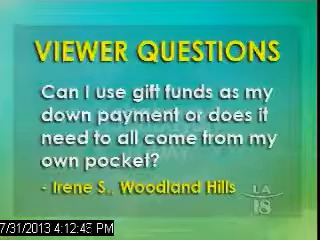 VIEWER QUESTIONS
Can I use gift funds as my
down payment or does it
need to all come from my
own pocket?
- Irene S., Woodland Hills
LA
18
7/31/2013 4:12:45 PM